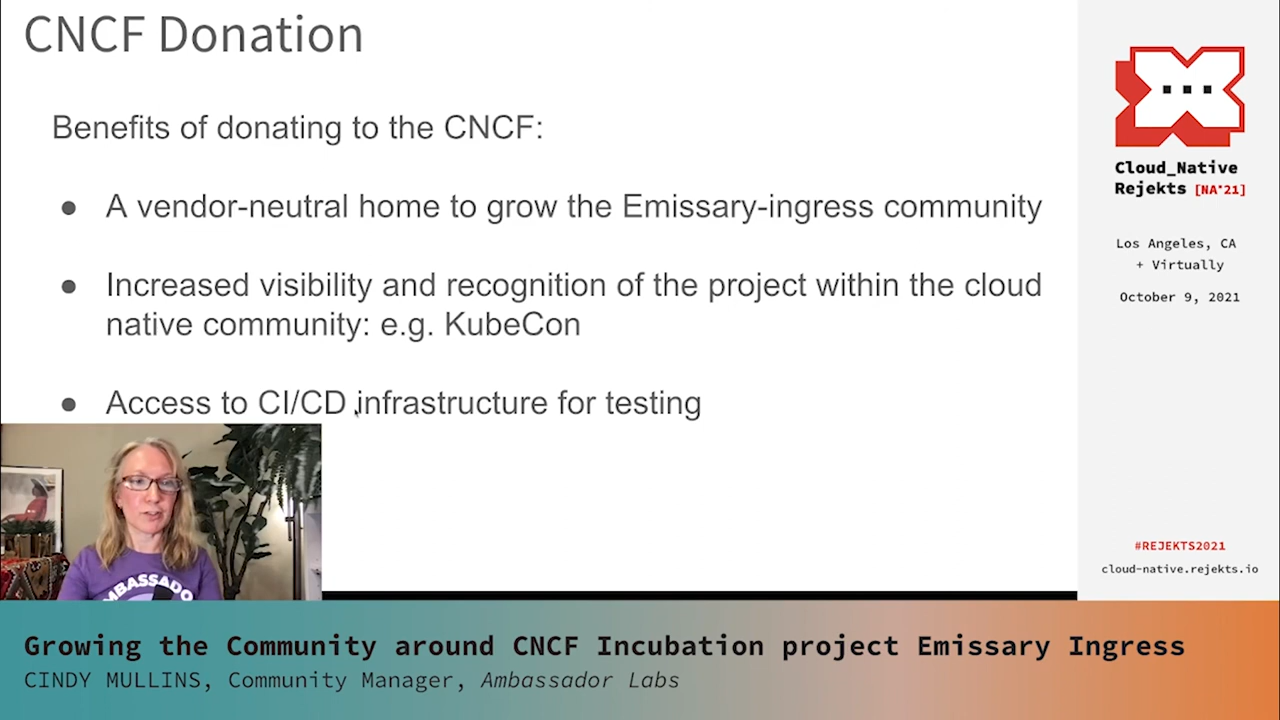 CNCF Donation
Benefits of donating to the CNCF:
● A vendor-neutral home to grow the Emissary-ingress community
● Increased visibility and recognition of the project within the cloud
native community: e.g. KubeCon
● Access to CI/CD infrastructure for testing
Cloud_Native
Rejekts [NA'21]
Los Angeles, CA
+ Virtually
October 9, 2021
#REJEKTS2021
cloud-native.rejekts.io
Growing the Community around CNCF Incubation project Emissary Ingress
CINDY MULLINS, Community Manager, Ambassador Labs